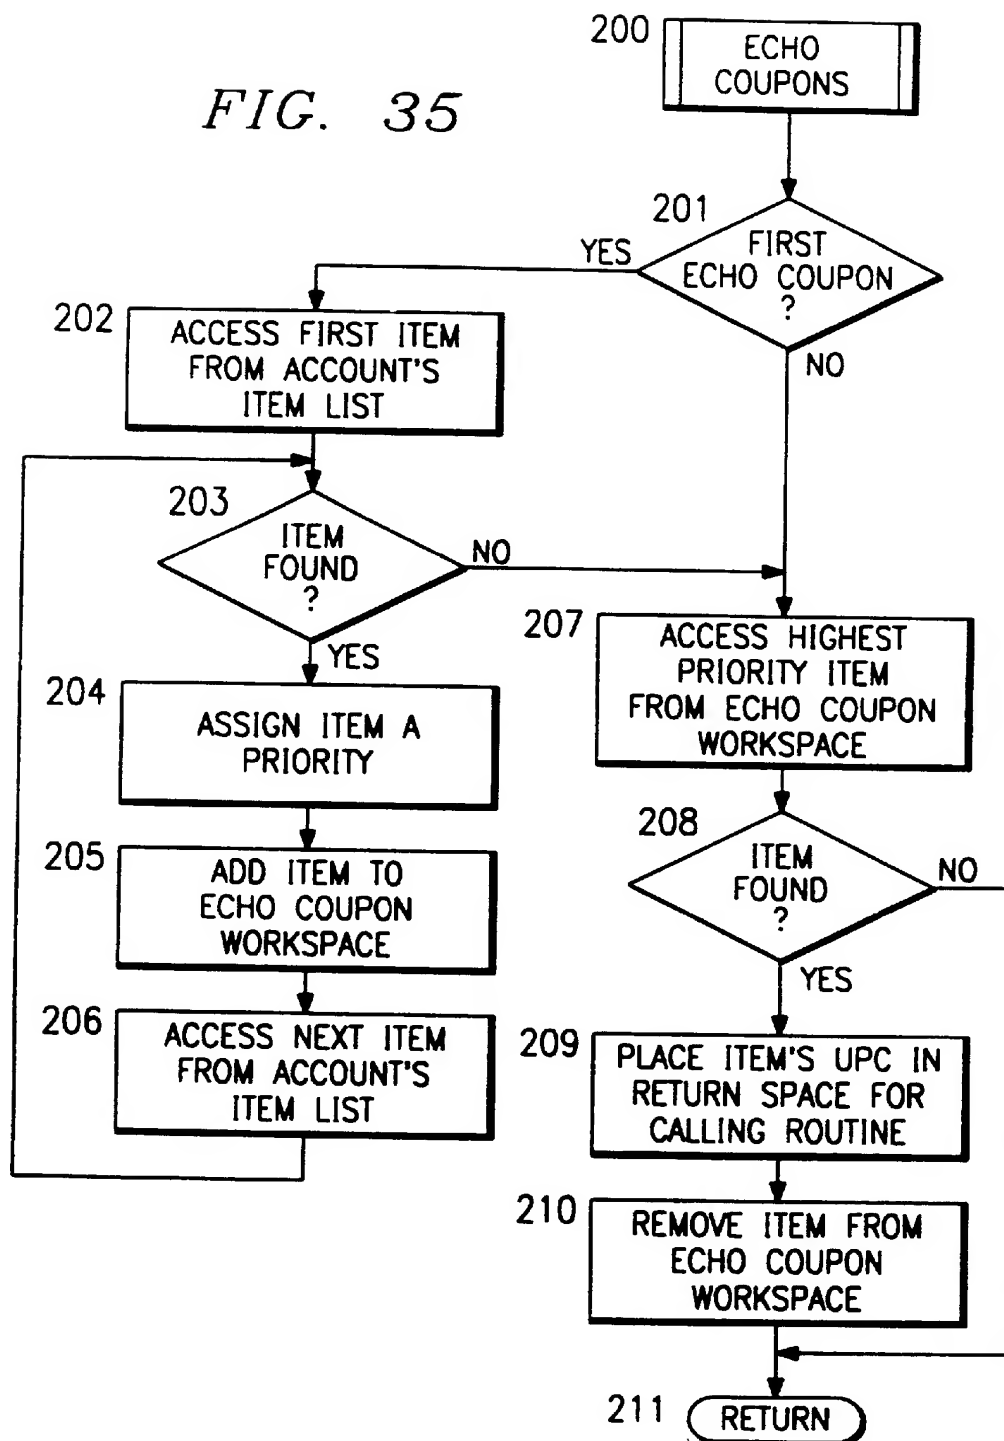 FIG. 35
200
ECHO
COUPONS
201
FIRST
ECHO COUPON
?
YES
NO
202
ACCESS FIRST ITEM
FROM ACCOUNT'S
ITEM LIST
203
ITEM
FOUND
?
NO
YES
204
ASSIGN ITEM A
PRIORITY
205
ADD ITEM TO
ECHO COUPON
WORKSPACE
206
ACCESS NEXT ITEM
FROM ACCOUNT'S
ITEM LIST
207
ACCESS HIGHEST
PRIORITY ITEM
FROM ECHO COUPON
WORKSPACE
208
ITEM
FOUND
?
NO
YES
209
PLACE ITEM'S UPC IN
RETURN SPACE FOR
CALLING ROUTINE
210
REMOVE ITEM FROM
ECHO COUPON
WORKSPACE
211
RETURN